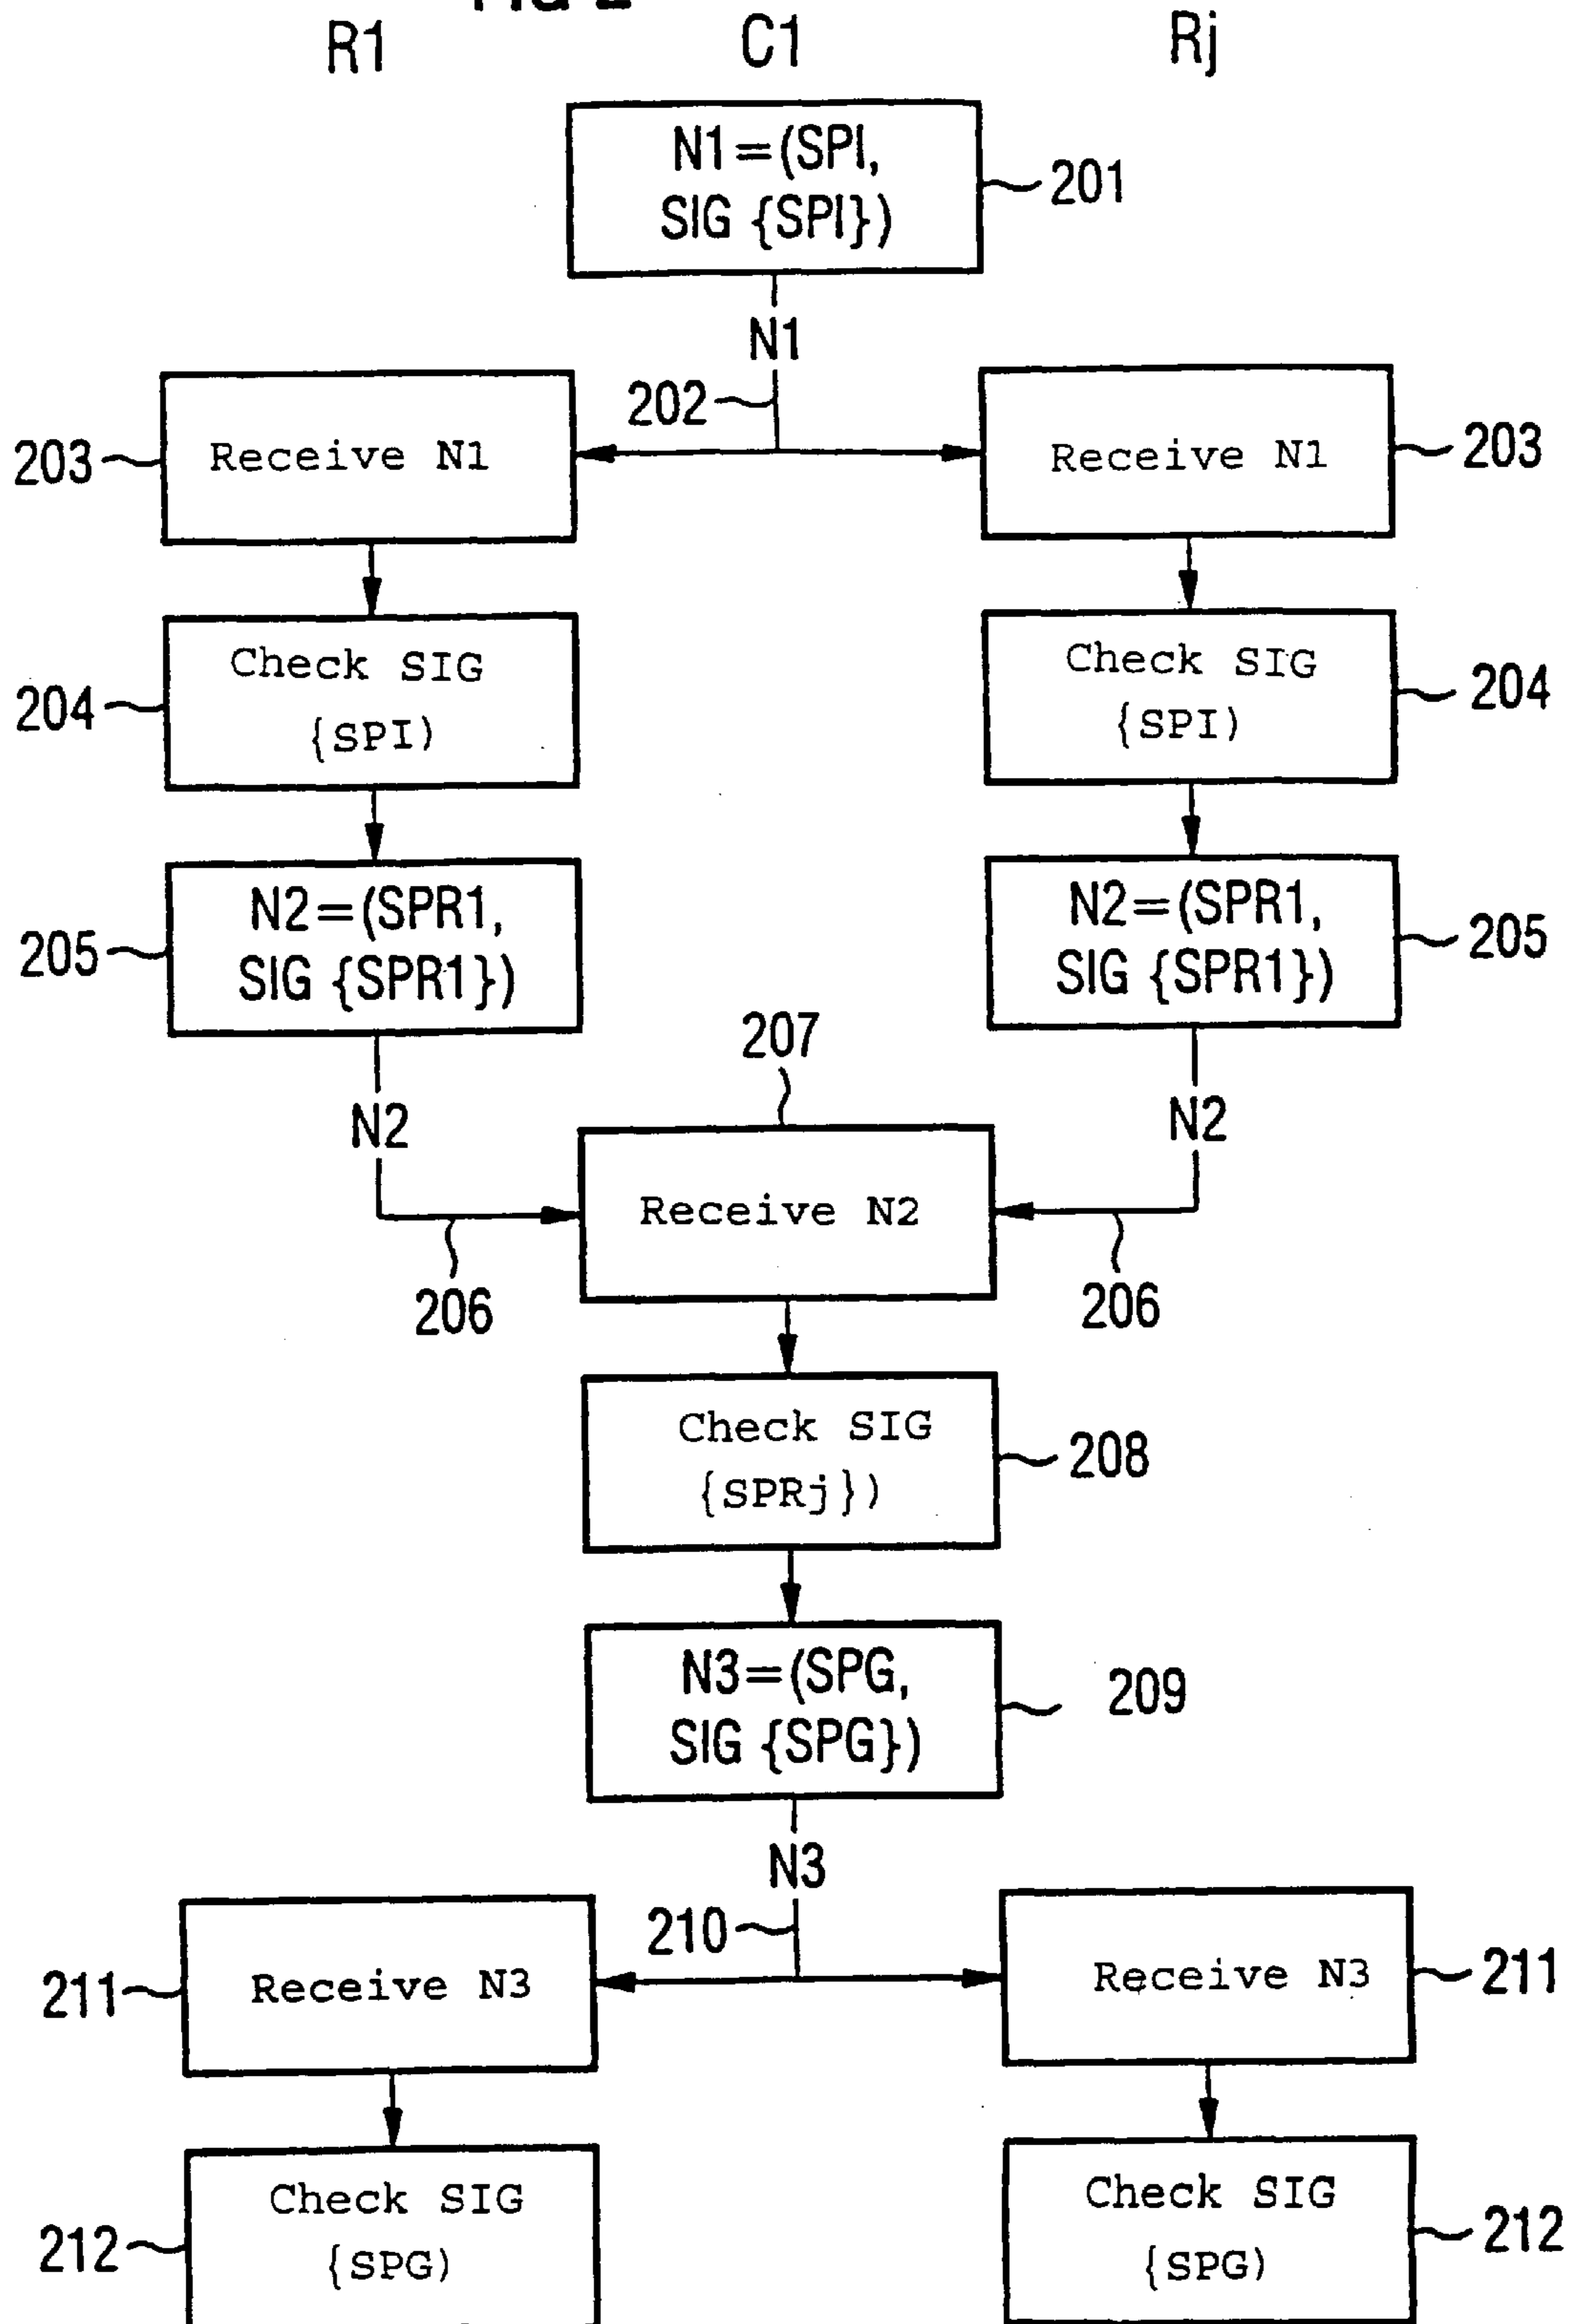 R1 C1 Rj
N1=(SPI,
SIG {SPI})
201
N1
202
203
Receive N1
Receive N1
203
204
Check SIG
{SPI)
Check SIG
{SPI)
204
205
N2=(SPR1,
SIG {SPR1})
N2=(SPR1,
SIG {SPR1})
205
207
N2
N2
Receive N2
206
206
Check SIG
{SPRj})
208
N3=(SPG,
SIG {SPG})
209
N3
210
211
Receive N3
Receive N3
211
212
Check SIG
{SPG)
Check SIG
{SPG)
212